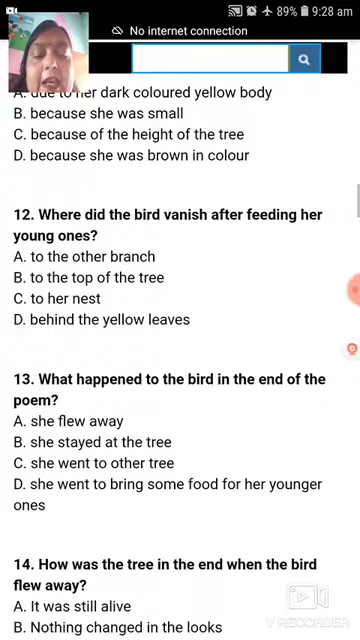 89% 9:28 am
No internet connection
A. due to her dark coloured yellow body
B. because she was small
C. because of the height of the tree
D. because she was brown in colour
12. Where did the bird vanish after feeding her
young ones?
A. to the other branch
B. to the top of the tree
C. to her nest
D. behind the yellow leaves
13. What happened to the bird in the end of the
poem?
A. she flew away
B. she stayed at the tree
C. she went to other tree
D. she went to bring some food for her younger
ones
14. How was the tree in the end when the bird
flew away?
A. It was still alive
B. Nothing changed in the looks
V RECORDER